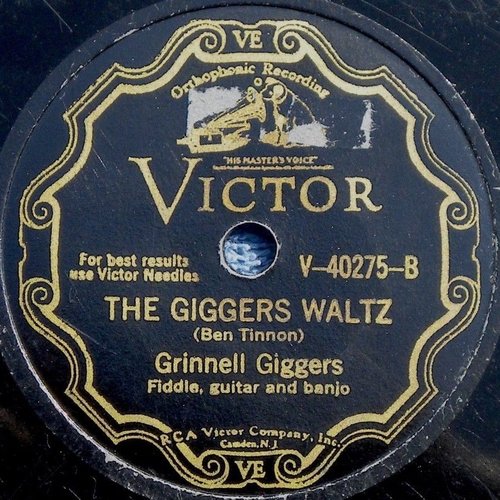 VE
Orthophonic Recording
"HIS MASTER'S VOICE"
VICTOR
For best results
use Victor Needles
V-40275-B
THE GIGGERS WALTZ
(Ben Tinnon)
Grinnell Giggers
Fiddle, guitar and banjo
RCA Victor Company, Inc.
Camden, N. J.
VE